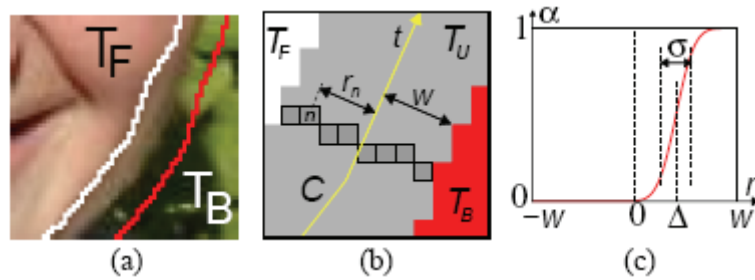 T_F
T_B
(a)
T_F
t
T_U
r_n
n
w
C
T_B
(b)
1
α
σ
0
-w
0
Δ
r
w
(c)